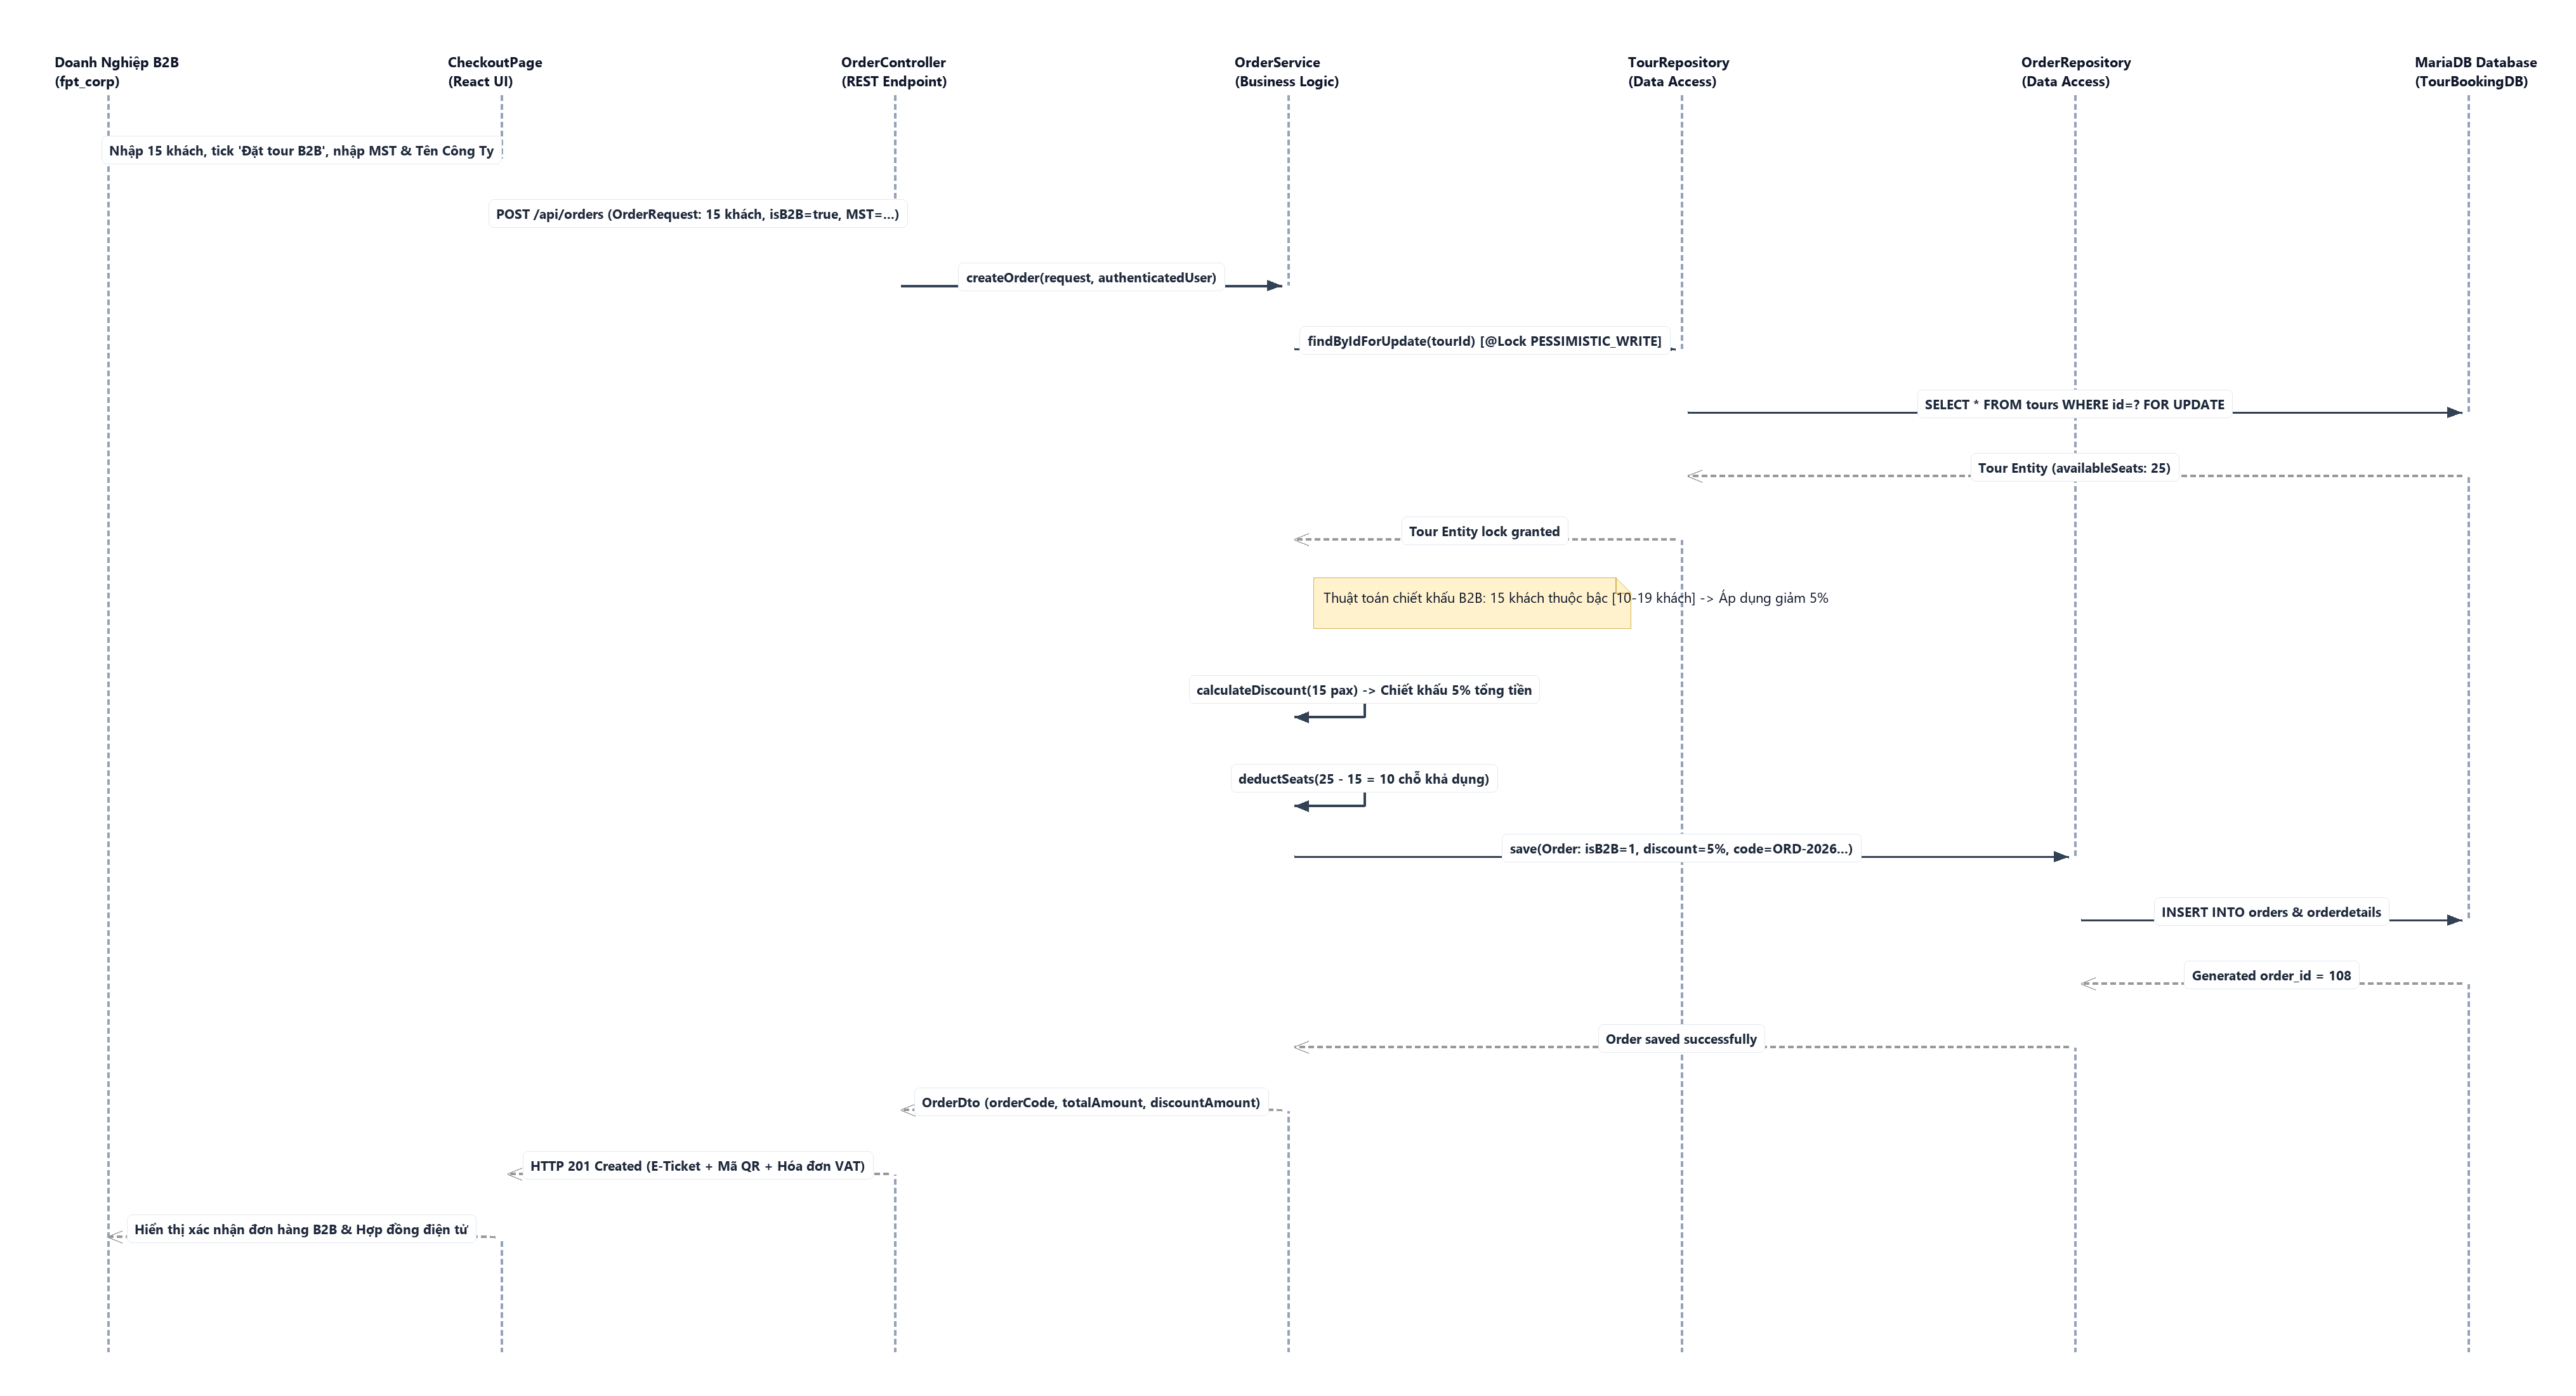 Doanh Nghiệp B2B
(fpt_corp)
CheckoutPage
(React UI)
OrderController
(REST Endpoint)
OrderService
(Business Logic)
TourRepository
(Data Access)
OrderRepository
(Data Access)
MariaDB Database
(TourBookingDB)
Nhập 15 khách, tick 'Đặt tour B2B', nhập MST & Tên Công Ty
POST /api/orders (OrderRequest: 15 khách, isB2B=true, MST=...)
createOrder(request, authenticatedUser)
findByIdForUpdate(tourId) [@Lock PESSIMISTIC_WRITE]
SELECT * FROM tours WHERE id=? FOR UPDATE
Tour Entity (availableSeats: 25)
Tour Entity lock granted
Thuật toán chiết khấu B2B: 15 khách thuộc bậc [10-19 khách] -> Áp dụng giảm 5%
calculateDiscount(15 pax) -> Chiết khấu 5% tổng tiền
deductSeats(25 - 15 = 10 chỗ khả dụng)
save(Order: isB2B=1, discount=5%, code=ORD-2026...)
INSERT INTO orders & orderdetails
Generated order_id = 108
Order saved successfully
OrderDto (orderCode, totalAmount, discountAmount)
HTTP 201 Created (E-Ticket + Mã QR + Hóa đơn VAT)
Hiển thị xác nhận đơn hàng B2B & Hợp đồng điện tử